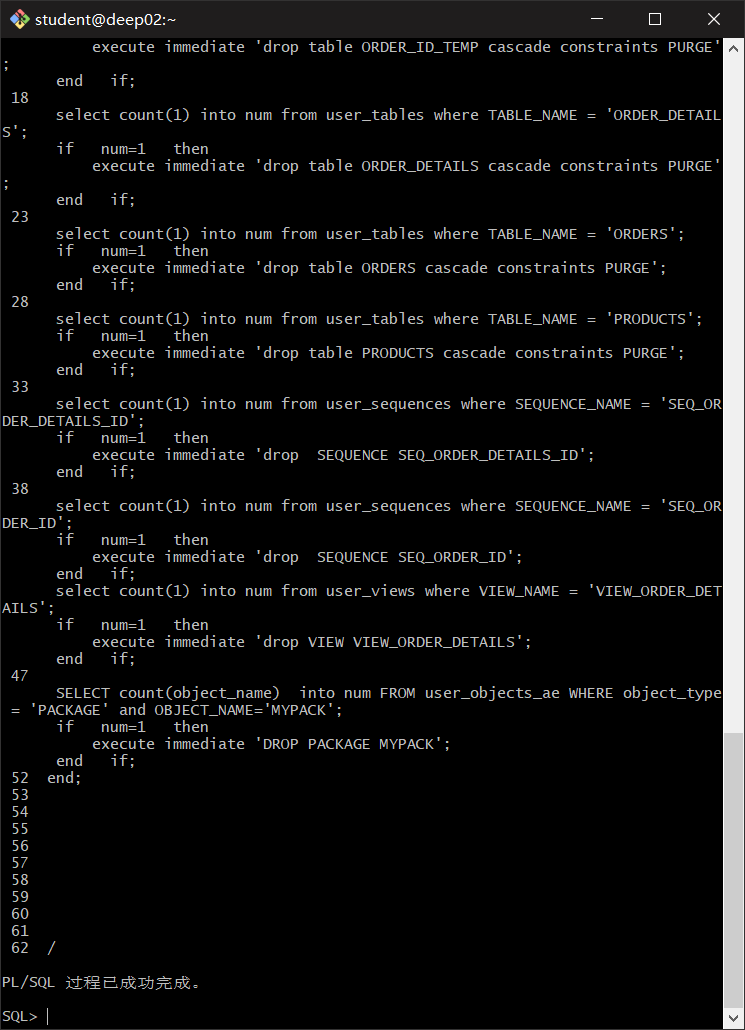 student@deep02:~
          execute immediate 'drop table ORDER_ID_TEMP cascade constraints PURGE'
;
      end   if;
 18
      select count(1) into num from user_tables where TABLE_NAME = 'ORDER_DETAIL
S';
      if   num=1   then
          execute immediate 'drop table ORDER_DETAILS cascade constraints PURGE'
;
      end   if;
 23
      select count(1) into num from user_tables where TABLE_NAME = 'ORDERS';
      if   num=1   then
          execute immediate 'drop table ORDERS cascade constraints PURGE';
      end   if;
 28
      select count(1) into num from user_tables where TABLE_NAME = 'PRODUCTS';
      if   num=1   then
          execute immediate 'drop table PRODUCTS cascade constraints PURGE';
      end   if;
 33
      select count(1) into num from user_sequences where SEQUENCE_NAME = 'SEQ_OR
DER_DETAILS_ID';
      if   num=1   then
          execute immediate 'drop  SEQUENCE SEQ_ORDER_DETAILS_ID';
      end   if;
 38
      select count(1) into num from user_sequences where SEQUENCE_NAME = 'SEQ_OR
DER_ID';
      if   num=1   then
          execute immediate 'drop  SEQUENCE SEQ_ORDER_ID';
      end   if;
      select count(1) into num from user_views where VIEW_NAME = 'VIEW_ORDER_DET
AILS';
      if   num=1   then
          execute immediate 'drop VIEW VIEW_ORDER_DETAILS';
      end   if;
 47
      SELECT count(object_name)  into num FROM user_objects_ae WHERE object_type
 = 'PACKAGE' and OBJECT_NAME='MYPACK';
      if   num=1   then
          execute immediate 'DROP PACKAGE MYPACK';
      end   if;
 52  end;
 53
 54
 55
 56
 57
 58
 59
 60
 61
 62  /
PL/SQL 过程已成功完成。
SQL>